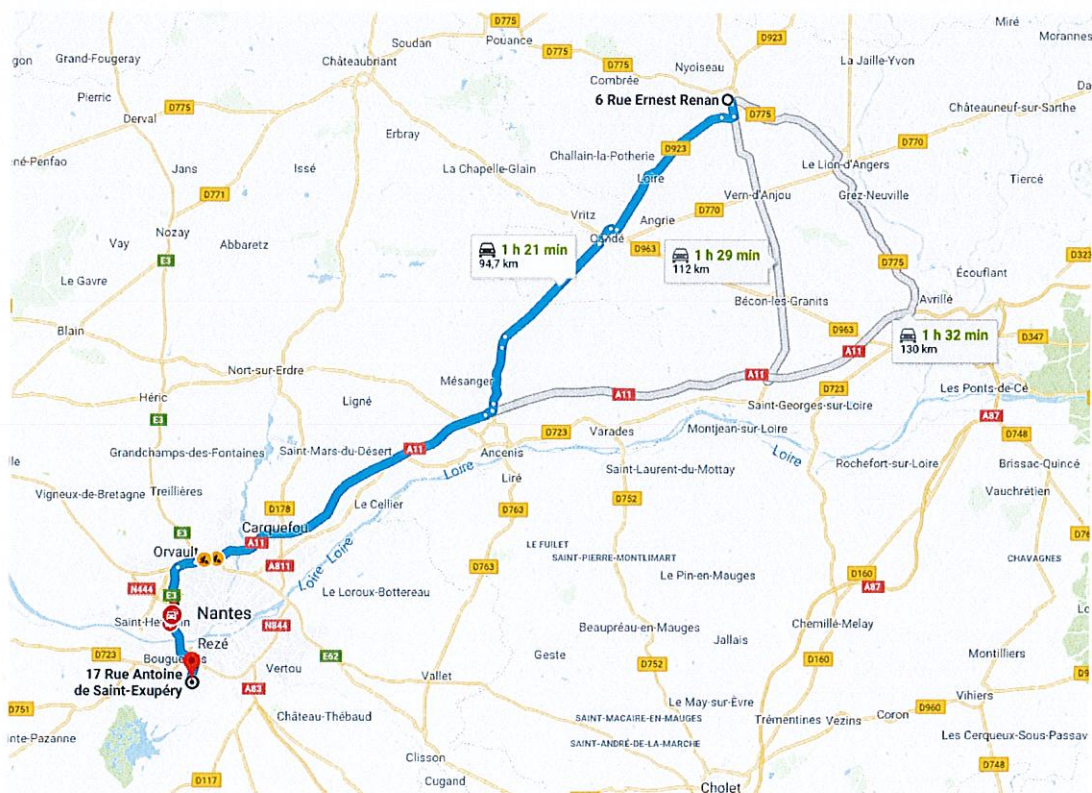 D775
D923
Miré
Soudan
Pouancé
Morannes
Grand-Fougeray
D775
Nyoiseau
La Jaille-Yvon
Châteaubriant
Combrée
D775
Pierric
D775
6 Rue Ernest Renan
D775
Châteauneuf-sur-Sarthe
Derval
Erbray
D923
D770
né-Penfao
Jans
Issé
La Chapelle-Glain
Challain-la-Potherie
Le Lion-d'Angers
Loire
Tiercé
D771
Vern-d'Anjou
Grez-Neuville
Vritz
Angrie
D770
Nozay
Vay
Abbaretz
Candé
D963
1 h 21 min
94,7 km
1 h 29 min
112 km
D323
E3
D775
Écouflant
Le Gavre
Bécon-les-Granits
Avrillé
Blain
D963
1 h 32 min
130 km
D347
A11
Nort-sur-Erdre
Mésanger
A11
Les Ponts-de-Cé
Héric
Ligné
A11
D723
E3
Saint-Georges-sur-Loire
A87
D723
Varades
Montjean-sur-Loire
D748
Grandchamps-des-Fontaines
Saint-Mars-du-Désert
A11
Ancenis
Loire
Loire
Rochefort-sur-Loire
Brissac-Quincé
Saint-Laurent-du-Mottay
Liré
Vigneux-de-Bretagne
Treillières
Le Cellier
D752
Vauchrétien
D178
D763
Carquefou
E3
A11
LE FUILET
Orvault
SAINT-PIERRE-MONTLIMART
CHAVAGNES
A811
Loire
Loire
D763
D160
Le Pin-en-Mauges
A87
N444
E3
Le Loroux-Bottereau
Nantes
Saint-He
N844
Beaupréau-en-Mauges
Chemillé-Melay
Rezé
Jallais
D723
Bougue
E62
Geste
D160
Montilliers
Vertou
D752
17 Rue Antoine
de Saint-Exupéry
Vallet
A83
Vihiers
Le May-sur-Èvre
D751
Château-Thébaud
SAINT-MACAIRE-EN-MAUGES
Trémentines
Vezins
Coron
D960
inte-Pazanne
SAINT-ANDRÉ-DE-LA-MARCHE
Les Cerqueux-Sous-Passav
Clisson
D748
D117
Cugand
Cholet